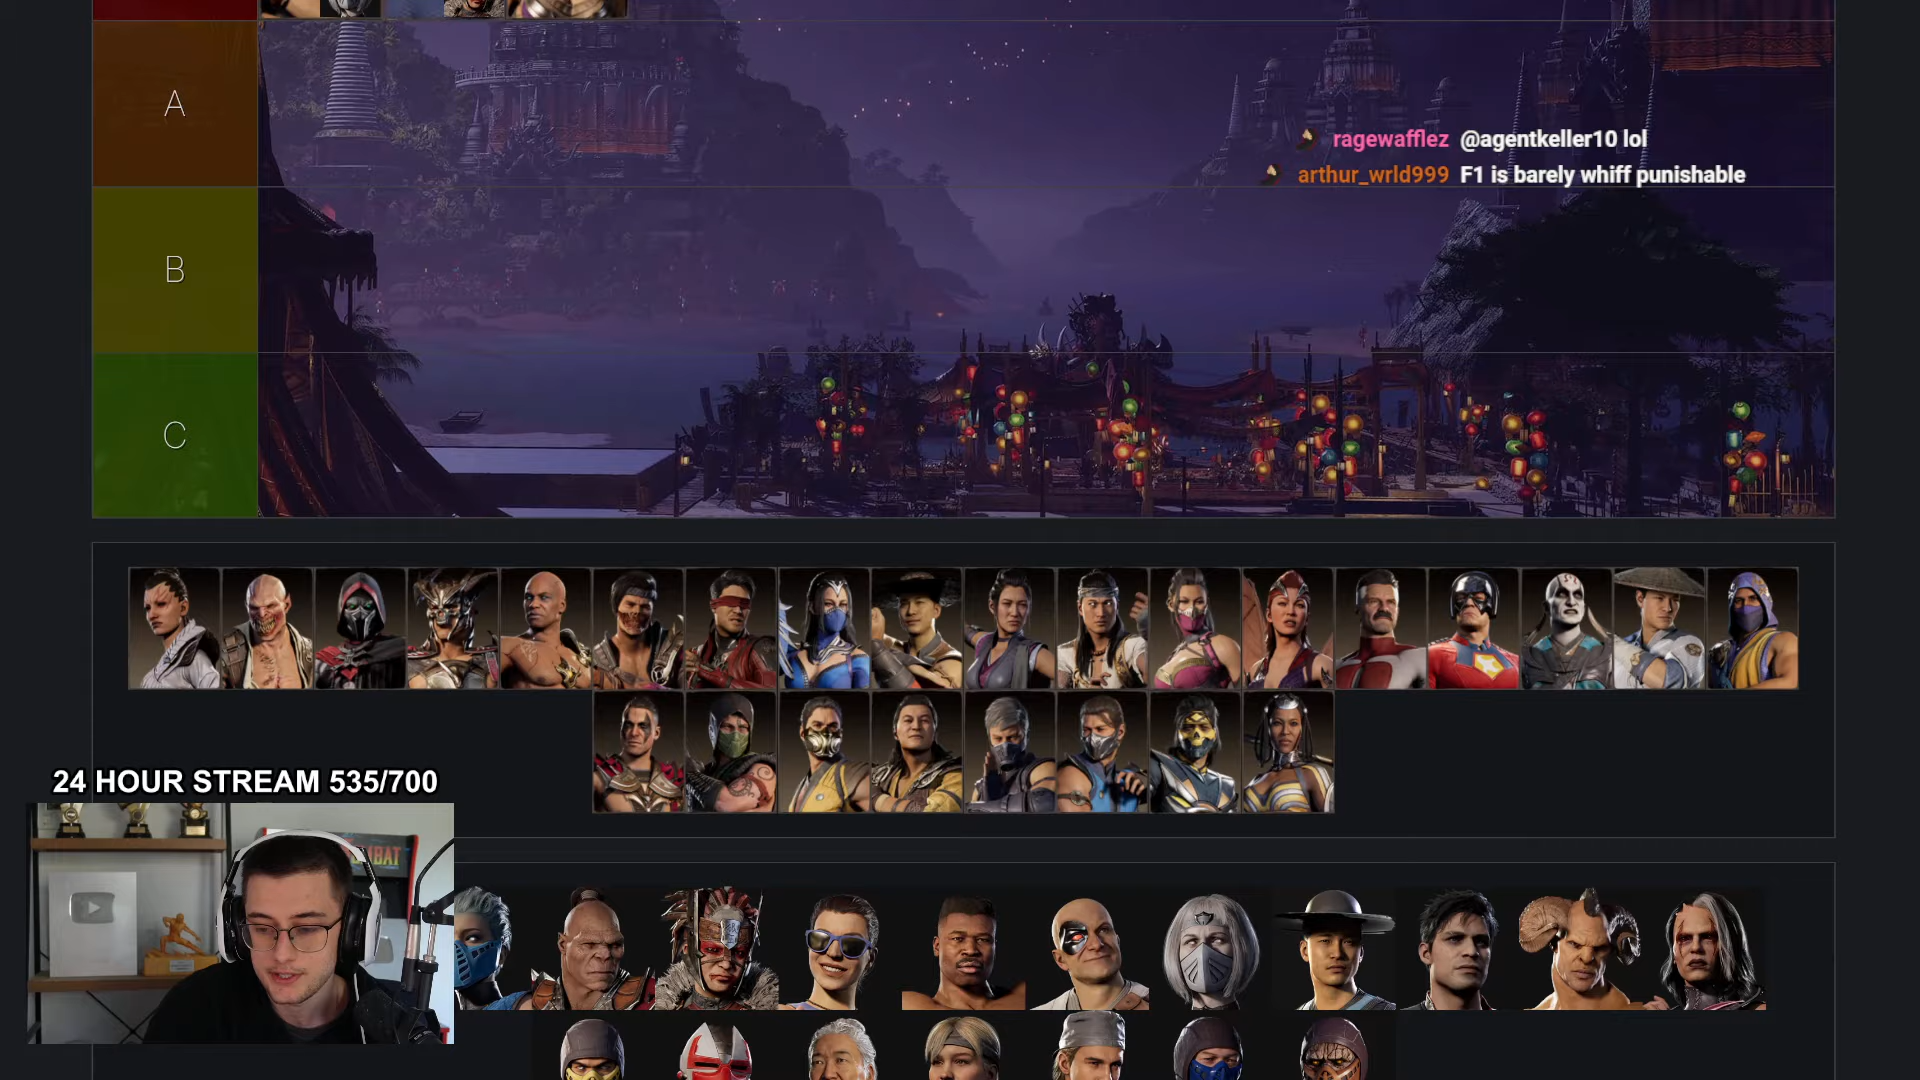 A
ragewafflez @agentkeller10 lol
arthur_wrld999 F1 is barely whiff punishable
B
C
24 HOUR STREAM 535/700